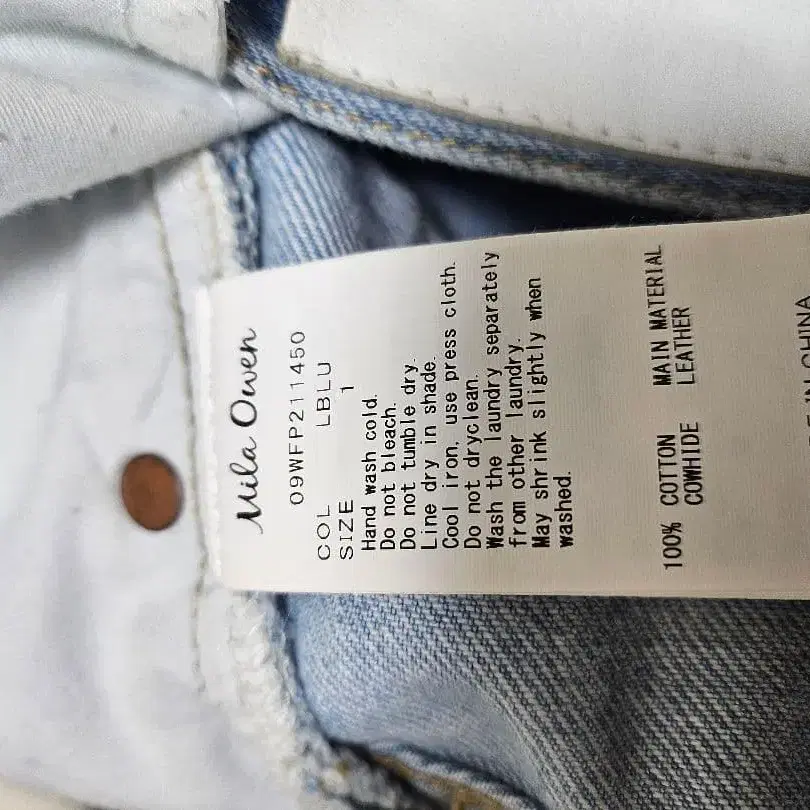 Mila Owen
09WFP211450
COL LBLU
SIZE 1
Hand wash cold.
Do not bleach.
Do not tumble dry.
Line dry in shade.
Cool iron, use press cloth.
Do not dryclean.
Wash the laundry separately
from other laundry.
May shrink slightly when
washed.
100% COTTON MAIN MATERIAL
COWHIDE LEATHER
IN CHINA